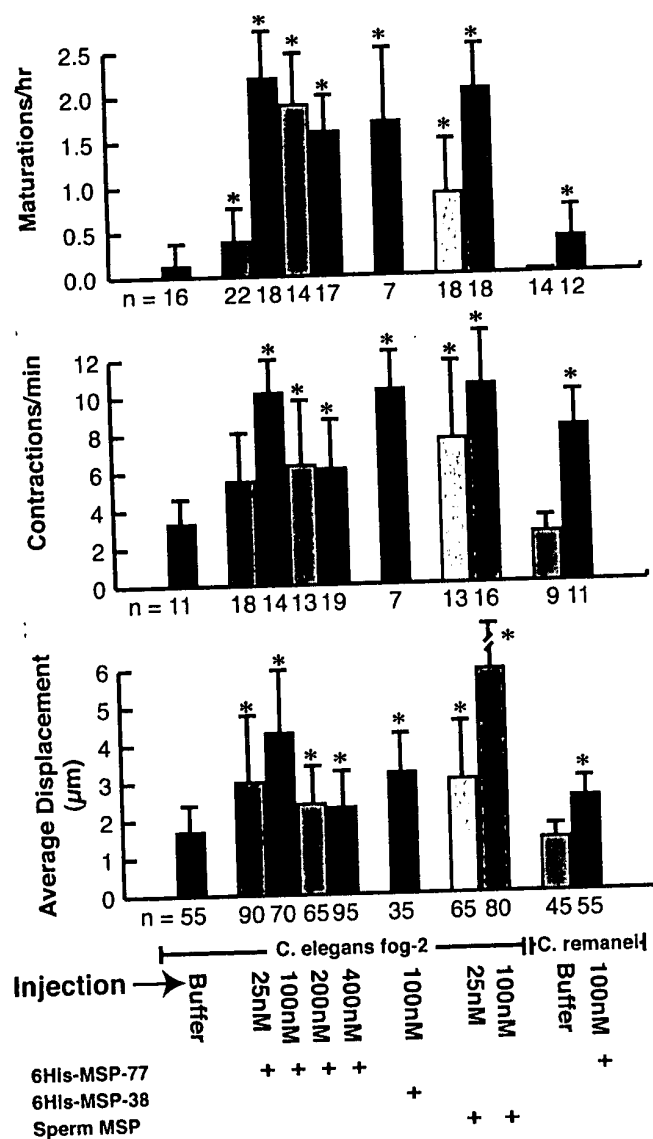 * * * * * * * *
Maturations/hr
2.5
2.0
1.5
1.0
0.5
0.0
n = 16 22 18 14 17 7 18 18 14 12
* * * * * * *
Contractions/min
12
10
8
6
4
2
0
n = 11 18 14 13 19 7 13 16 9 11
* * * * * * * *
Average Displacement
(µm)
6
5
4
3
2
1
0
n = 55 90 70 65 95 35 65 80 45 55
C. elegans fog-2 C. remanei
Injection Buffer 25nM 100nM 200nM 400nM 100nM 25nM 100nM Buffer 100nM
6His-MSP-77 + + + + +
6His-MSP-38 +
Sperm MSP + +